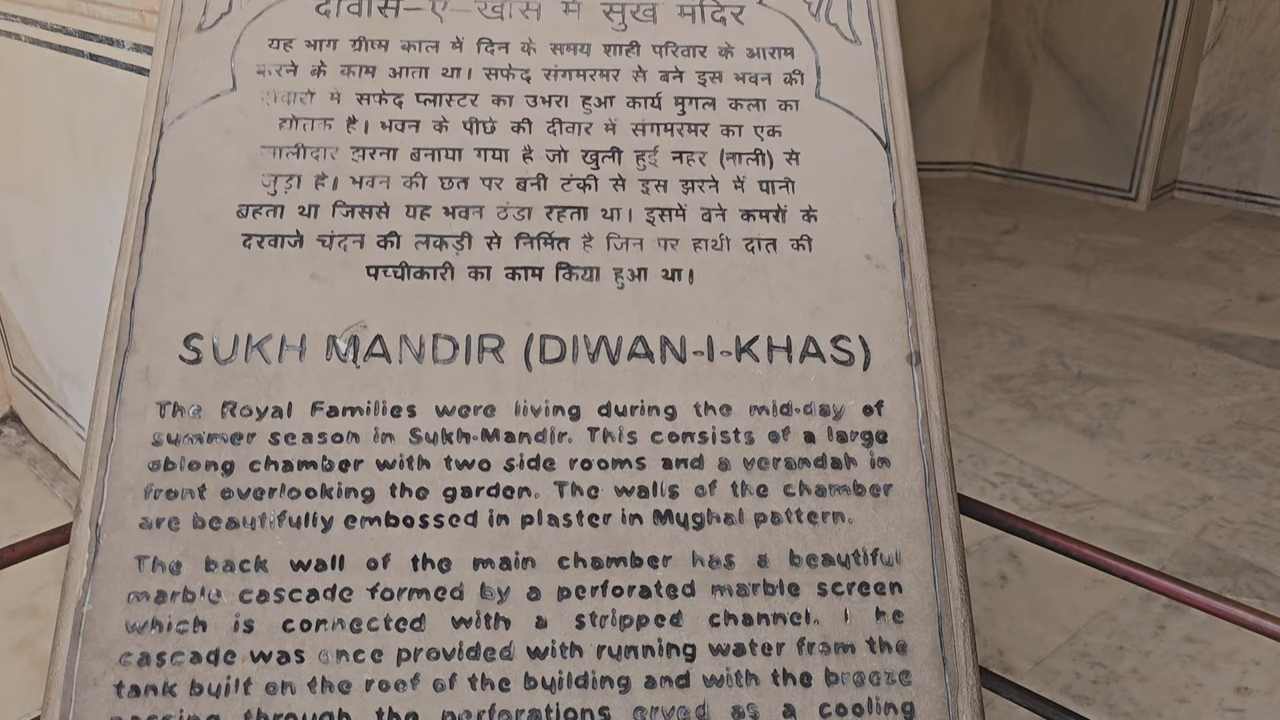 दीवाने-ए-खास में सुख मंदिर
यह भाग ग्रीष्म काल में दिन के समय शाही परिवार के आराम
करने के काम आता था। सफेद संगमरमर से बने इस भवन की
में सफेद प्लास्टर का उभरा हुआ कार्य मुगल कला का
है। भवन के पीछे की दीवार में संगमरमर का एक
झरना बनाया गया है जो खुली हुई नहर (नाली) से
जुड़ा है। भवन की छत पर बनी टंकी से इस झरने में पानी
बहता था जिससे यह भवन ठंडा रहता था। इसमें बने कमरों के
दरवाजे चंदन की लकड़ी से निर्मित है जिन पर हाथी दांत की
पच्चीकारी का काम किया हुआ था।
SUKH MANDIR (DIWAN-I-KHAS)
The Royal Families were living during the mid-day of
summer season in Sukh-Mandir. This consists of a large
oblong chamber with two side rooms and a verandah in
front overlooking the garden. The walls of the chamber
are beautifully embossed in plaster in Mughal pattern.
The back wall of the main chamber has a beautiful
marble cascade formed by a perforated marble screen
which is connected with a stripped channel. The
cascade was once provided with running water from the
tank built on the roof of the building and with the breeze
passing through the perforations erved as a cooling